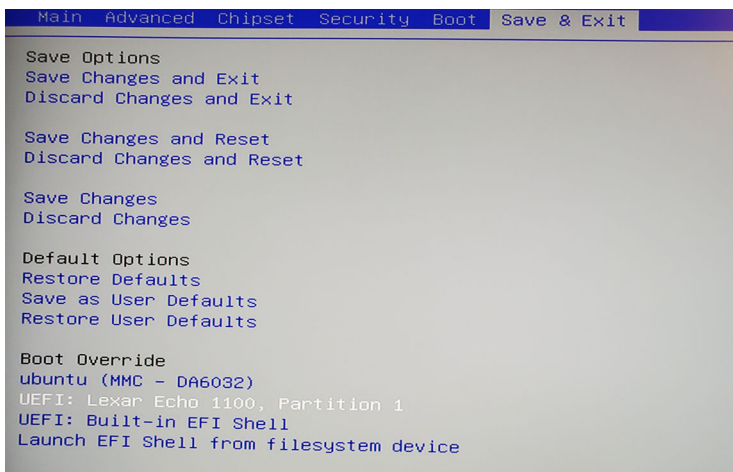 Main Advanced Chipset Security Boot Save & Exit
Save Options
Save Changes and Exit
Discard Changes and Exit
Save Changes and Reset
Discard Changes and Reset
Save Changes
Discard Changes
Default Options
Restore Defaults
Save as User Defaults
Restore User Defaults
Boot Override
ubuntu (MMC - DA6032)
UEFI: Lexar Echo 1100, Partition 1
UEFI: Built-in EFI Shell
Launch EFI Shell from filesystem device